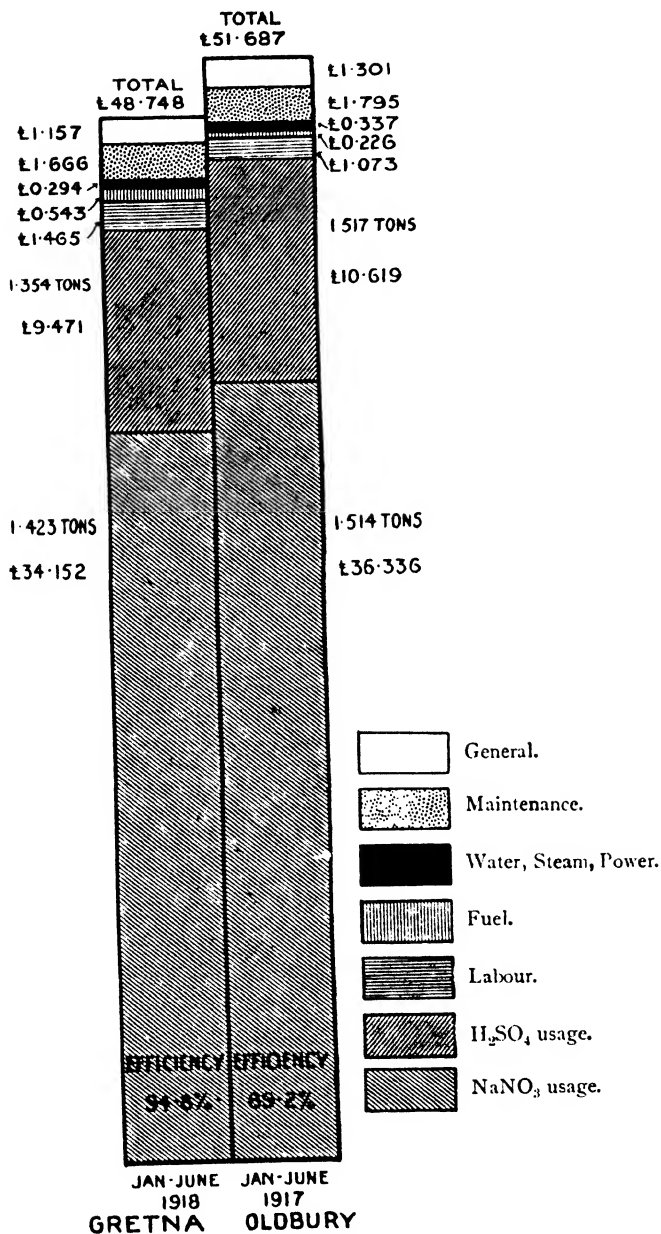 TOTAL
£51·687
TOTAL
£48·748
£1·157
£1·666
£0·294
£0·543
£1·465
1·354 TONS
£9·471
1·423 TONS
£34·152
£1·301
£1·795
£0·337
£0·226
£1·073
1·517 TONS
£10·619
1·514 TONS
£36·336
General.
Maintenance.
Water, Steam, Power.
Fuel.
Labour.
H₂SO₄ usage.
NaNO₃ usage.
EFFICIENCY EFFICIENCY
94·8% 89·2%
JAN-JUNE JAN-JUNE
1918 1917
GRETNA OLDBURY